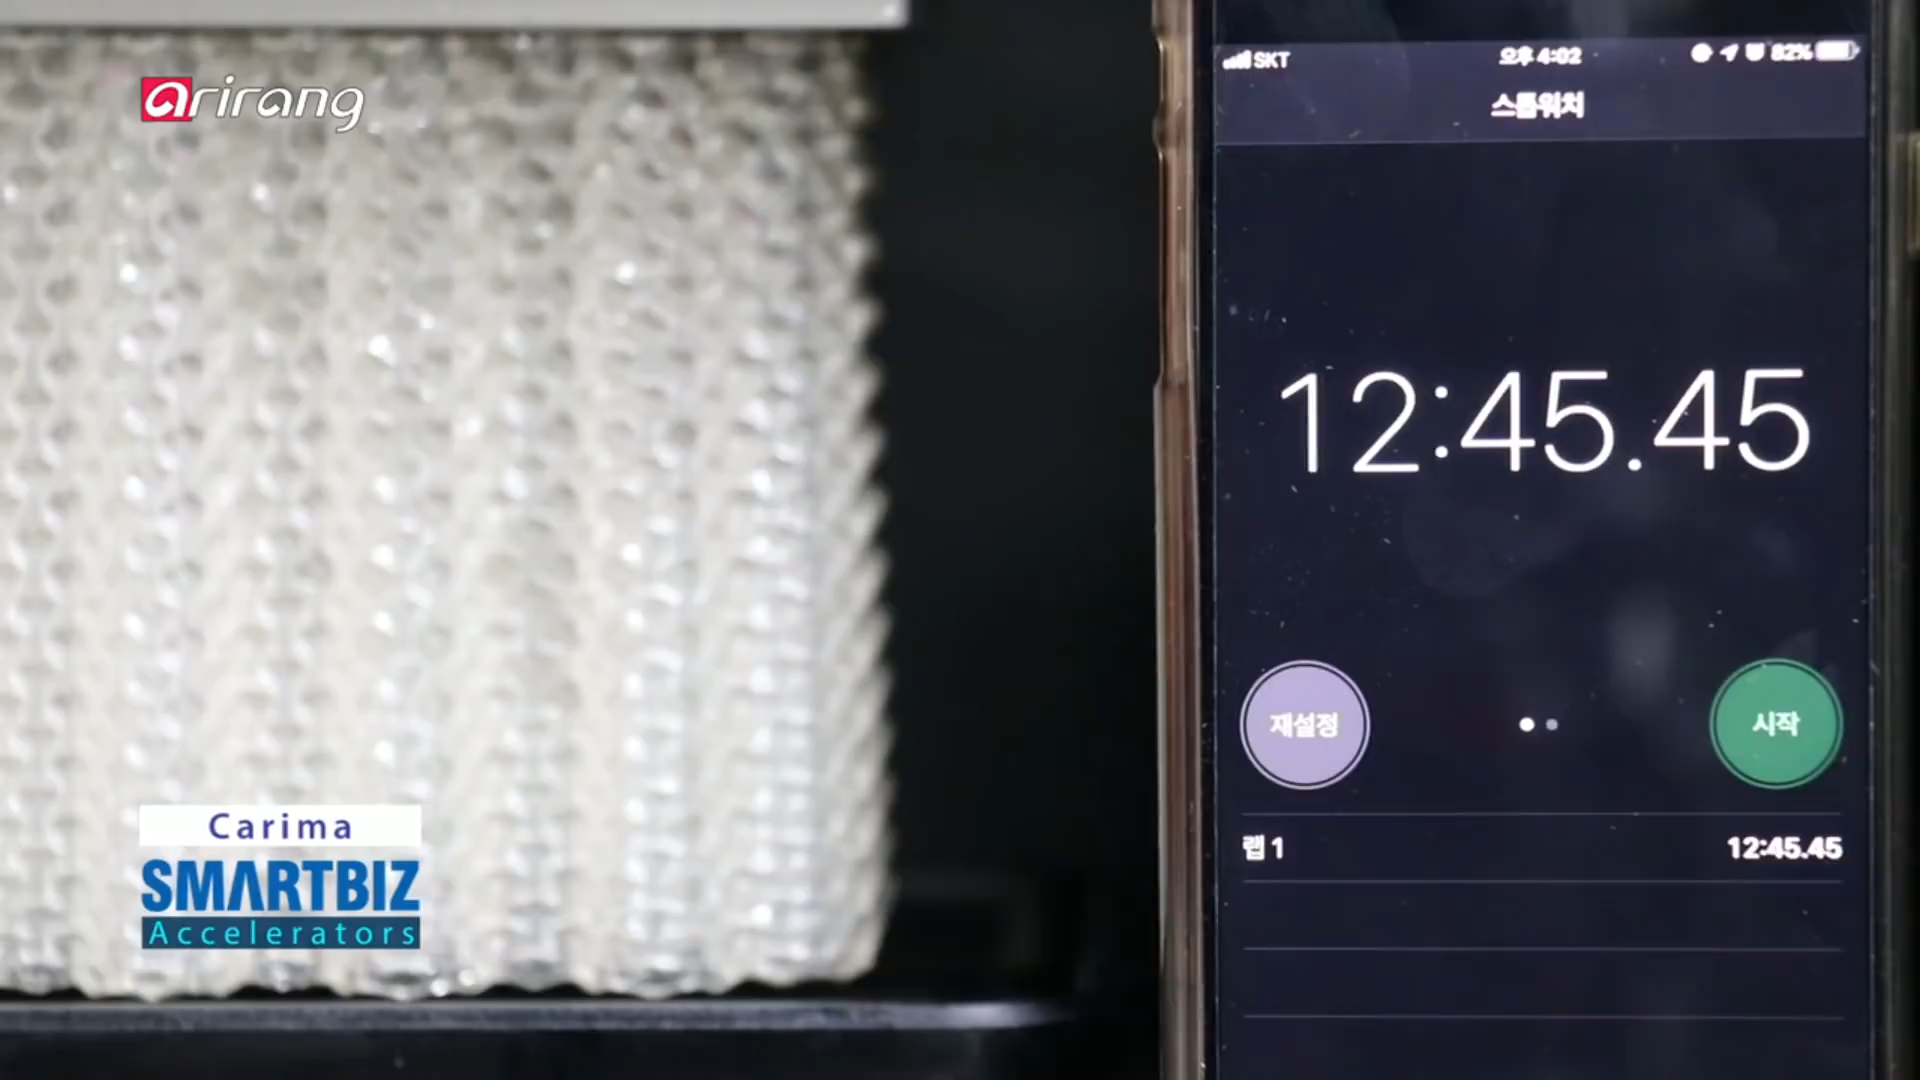 arirang
SKT
오후 4:02
82%
스톱워치
12:45.45
재설정
시작
랩 1
12:45.45
Carima
SMARTBIZ
Accelerators